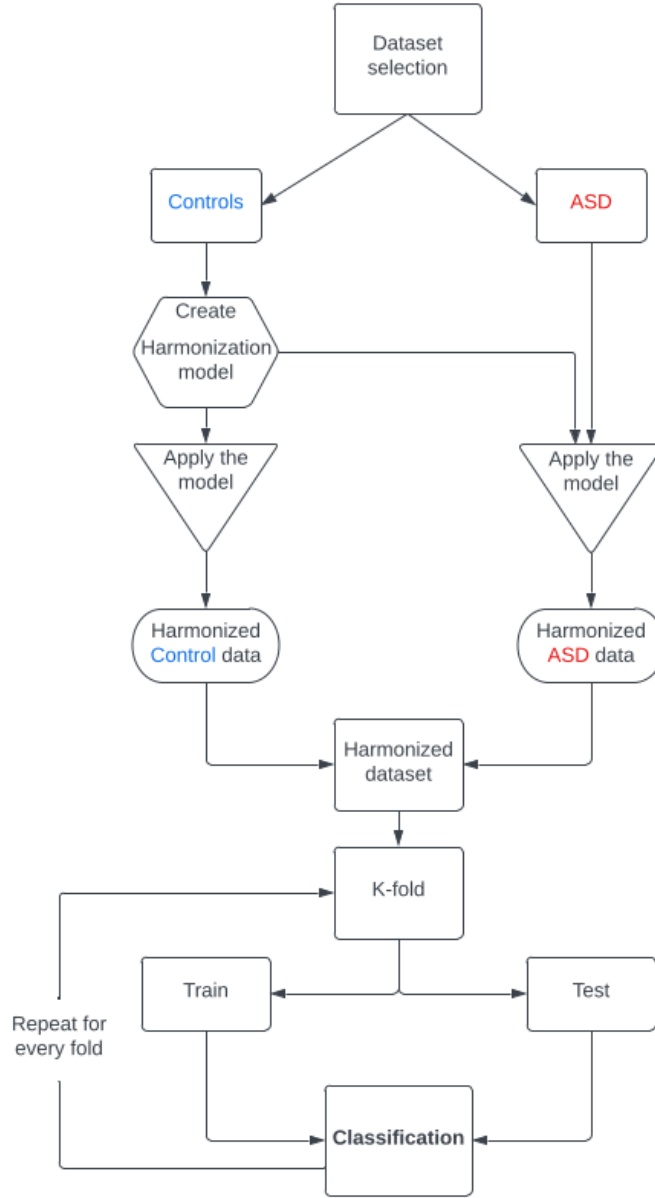 Dataset
selection
Controls
ASD
Create
Harmonization
model
Apply the
model
Apply the
model
Harmonized
Control data
Harmonized
ASD data
Harmonized
dataset
K-fold
Train
Test
Repeat for
every fold
Classification